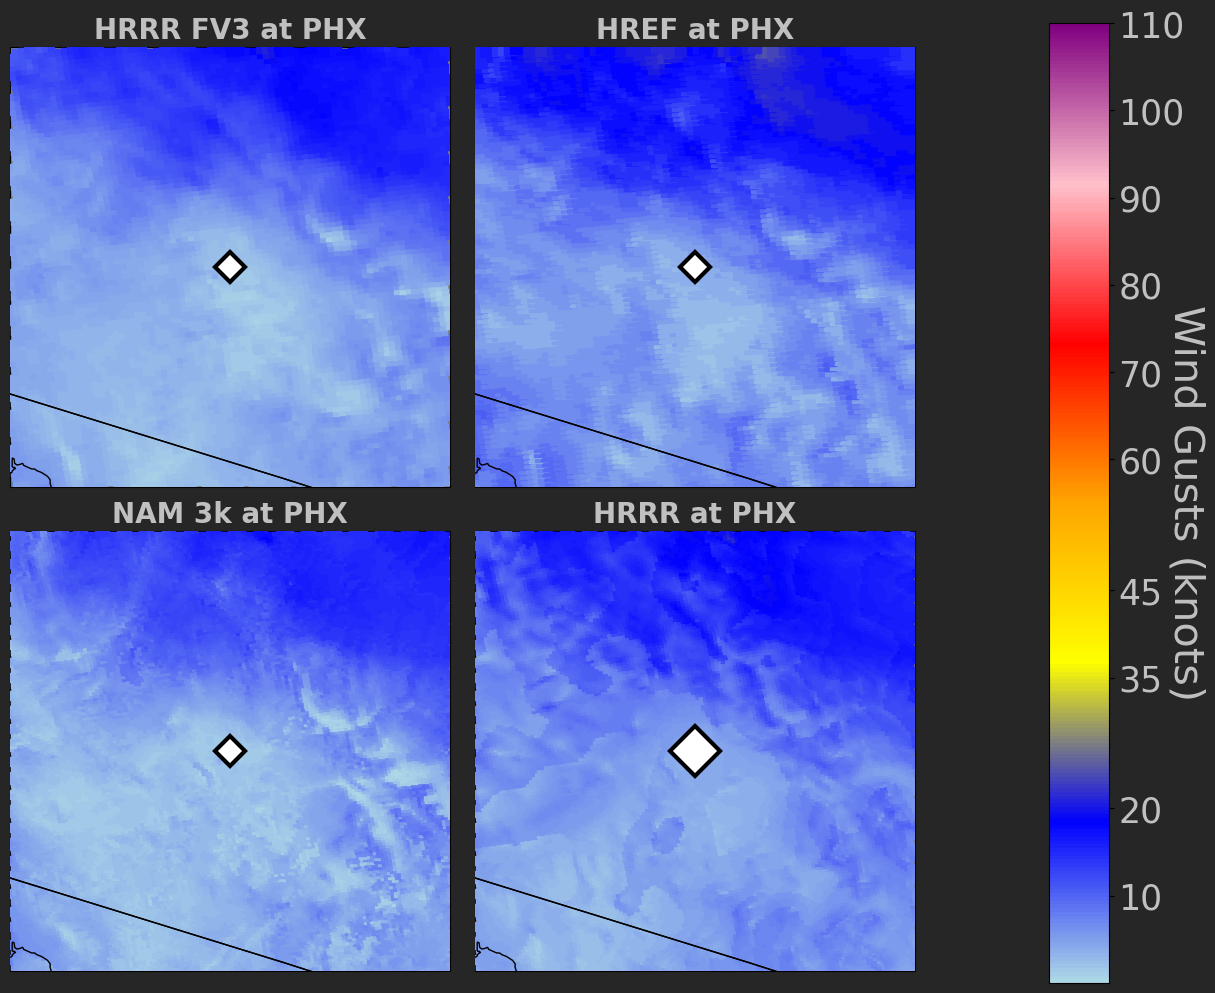 HRRR FV3 at PHX
HREF at PHX
NAM 3k at PHX
HRRR at PHX
110
100
90
80
70
60
45
35
20
10
Wind Gusts (knots)